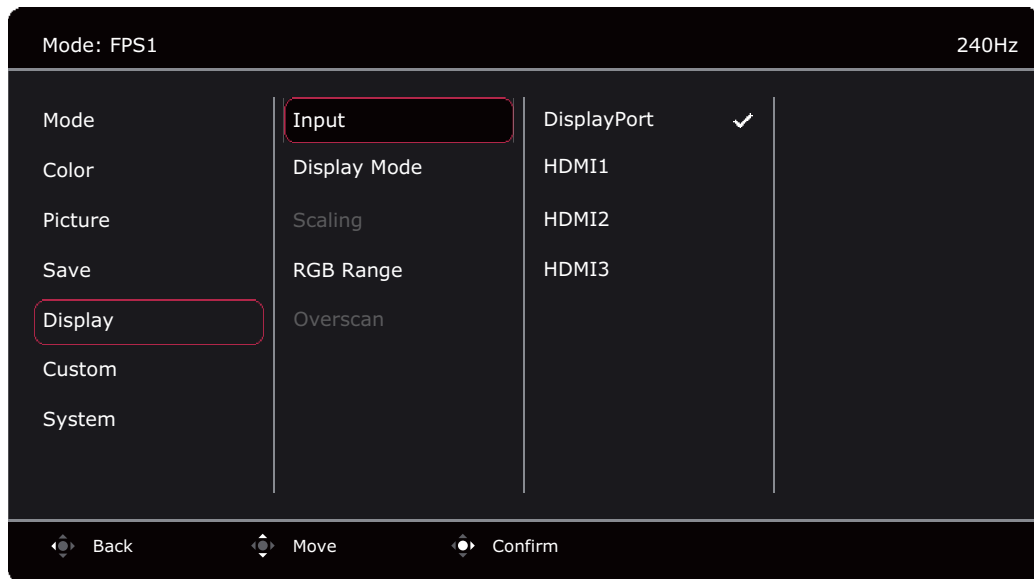 Mode: FPS1 240Hz
Mode
Color
Picture
Save
Display
Custom
System
Input
Display Mode
Scaling
RGB Range
Overscan
DisplayPort
HDMI1
HDMI2
HDMI3
Back Move Confirm